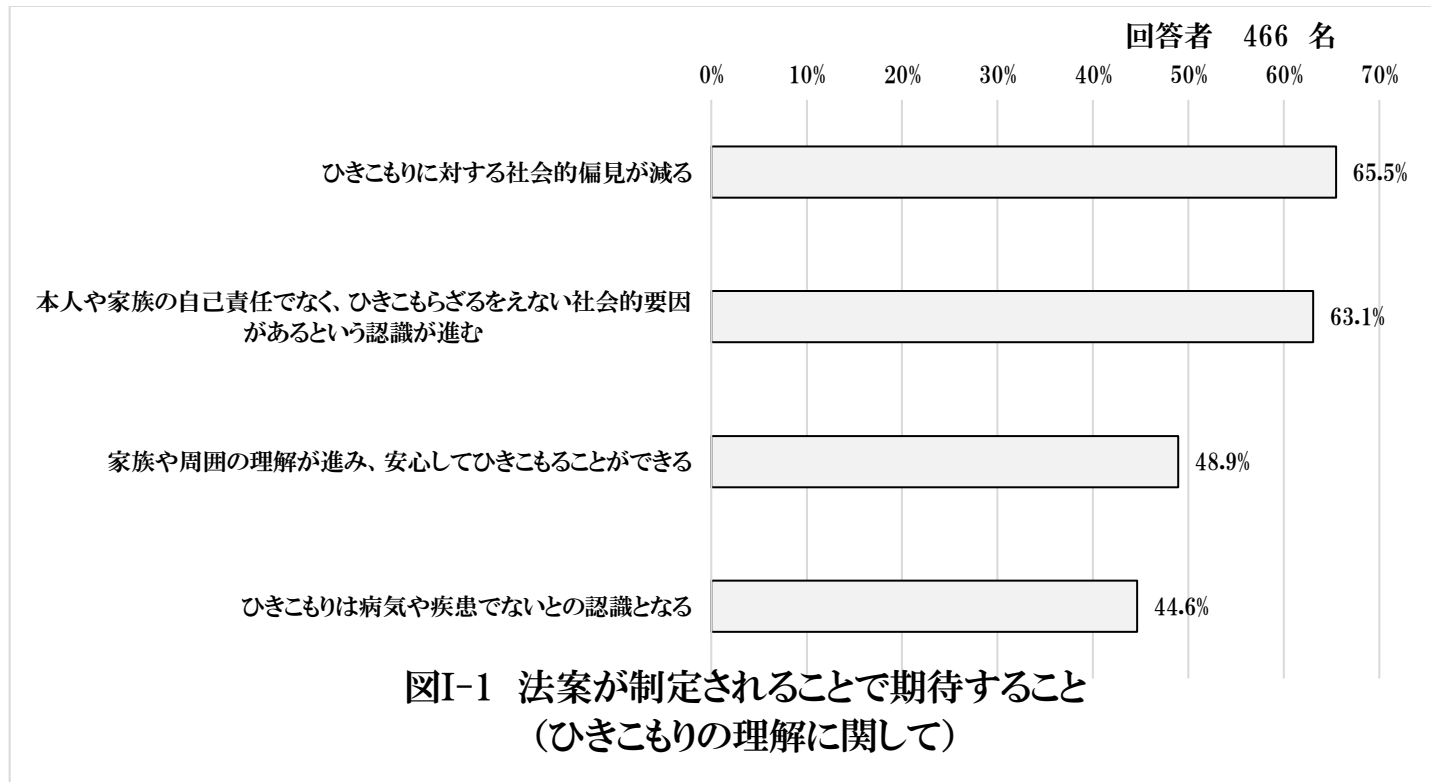 回答者　466　名
0% 10% 20% 30% 40% 50% 60% 70%
ひきこもりに対する社会的偏見が減る 65.5%
本人や家族の自己責任でなく、ひきこもらざるをえない社会的要因
があるという認識が進む 63.1%
家族や周囲の理解が進み、安心してひきこもることができる 48.9%
ひきこもりは病気や疾患でないとの認識となる 44.6%
図I-1　法案が制定されることで期待すること
（ひきこもりの理解に関して）